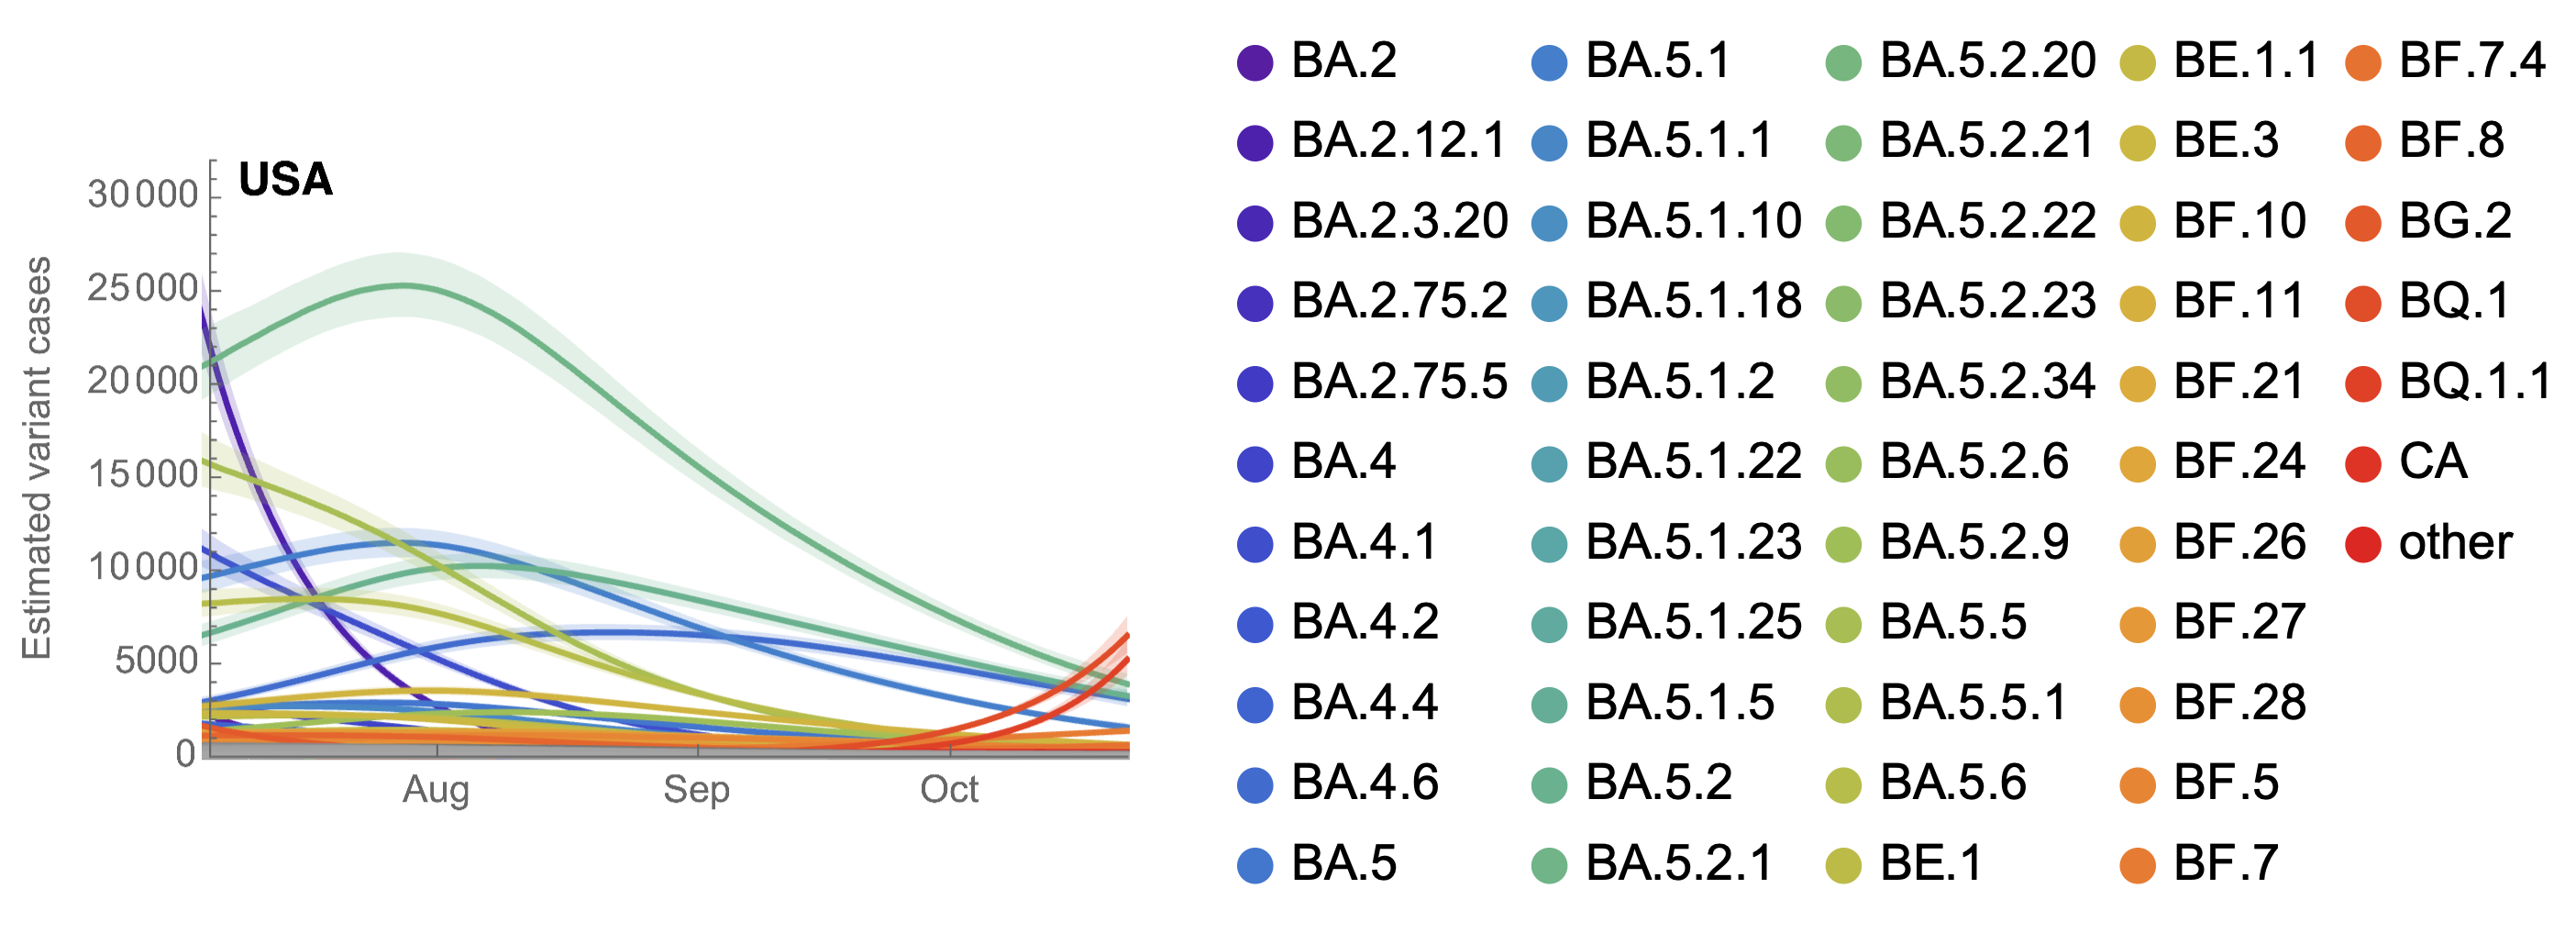 USA
Estimated variant cases
30000
25000
20000
15000
10000
5000
0
Aug Sep Oct
BA.2 BA.5.1 BA.5.2.20 BE.1.1 BF.7.4
BA.2.12.1 BA.5.1.1 BA.5.2.21 BE.3 BF.8
BA.2.3.20 BA.5.1.10 BA.5.2.22 BF.10 BG.2
BA.2.75.2 BA.5.1.18 BA.5.2.23 BF.11 BQ.1
BA.2.75.5 BA.5.1.2 BA.5.2.34 BF.21 BQ.1.1
BA.4 BA.5.1.22 BA.5.2.6 BF.24 CA
BA.4.1 BA.5.1.23 BA.5.2.9 BF.26 other
BA.4.2 BA.5.1.25 BA.5.5 BF.27
BA.4.4 BA.5.1.5 BA.5.5.1 BF.28
BA.4.6 BA.5.2 BA.5.6 BF.5
BA.5 BA.5.2.1 BE.1 BF.7